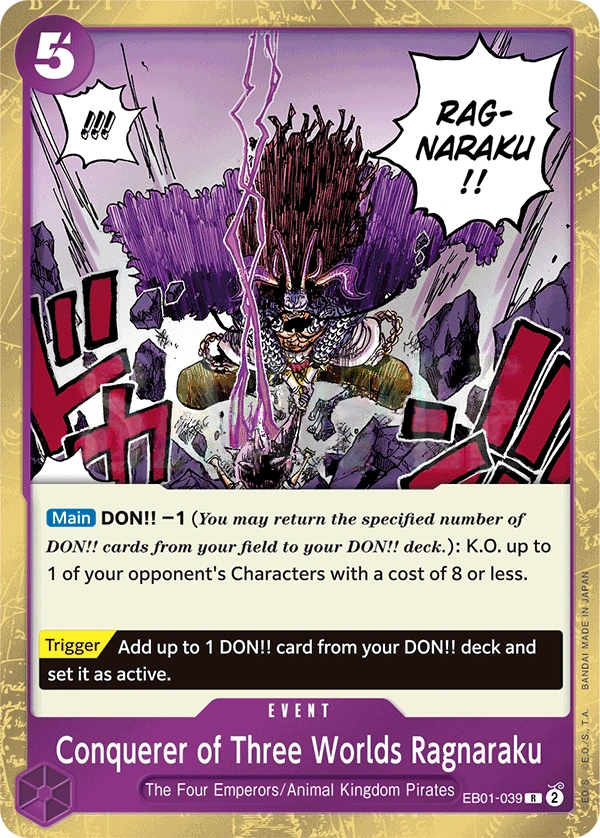 5
!!!
RAG-
NARAKU
!!
ドカ
Main DON!! −1 (You may return the specified number of
DON!! cards from your field to your DON!! deck.): K.O. up to
1 of your opponent's Characters with a cost of 8 or less.
Trigger Add up to 1 DON!! card from your DON!! deck and
set it as active.
EVENT
Conquerer of Three Worlds Ragnaraku
The Four Emperors/Animal Kingdom Pirates
EB01-039 R 2
BANDAI MADE IN JAPAN